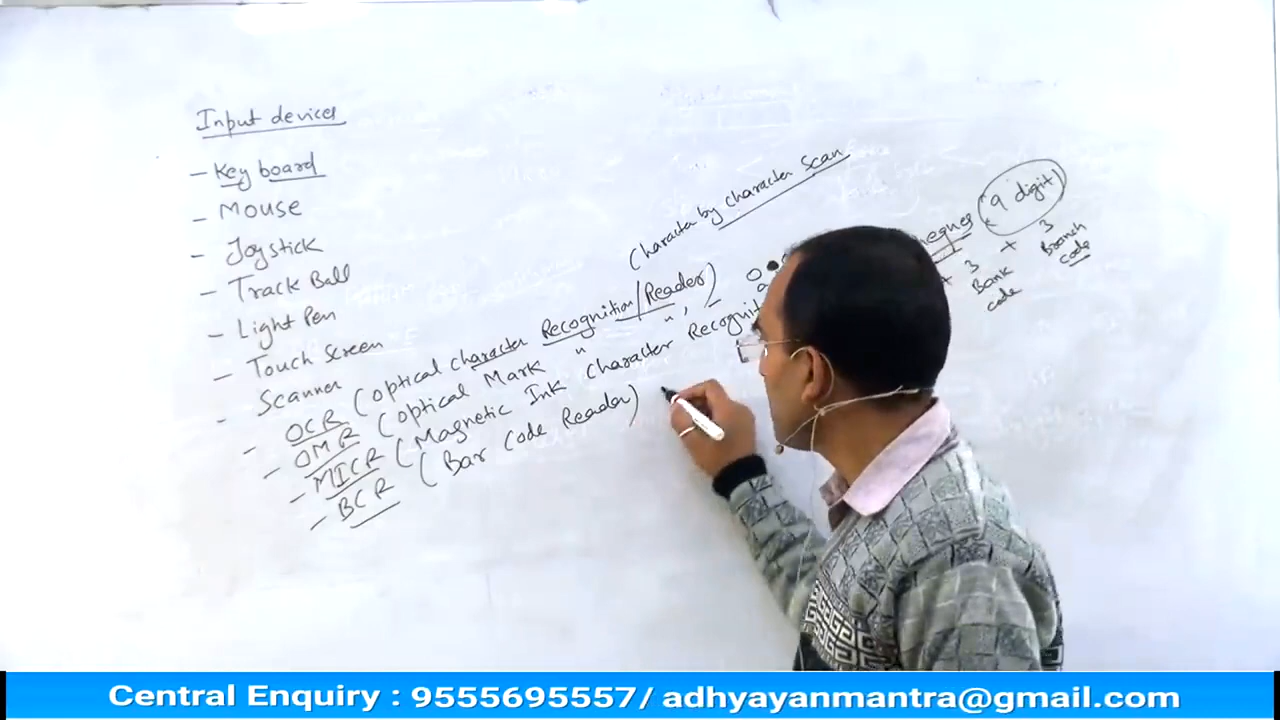 Input devices
- Key board
- Mouse
- Joystick
- Track Ball
- Light Pen
- Touch Screen
- Scanner
- OCR (Optical character Recognition/Reader) Character by character Scan
- OMR (Optical Mark " " )
- MICR (Magnetic Ink Character
- BCR (Bar Code Reader)
9 digit
+ 3 + 3
Bank code
Branch code
Central Enquiry : 9555695557/ adhyayanmantra@gmail.com